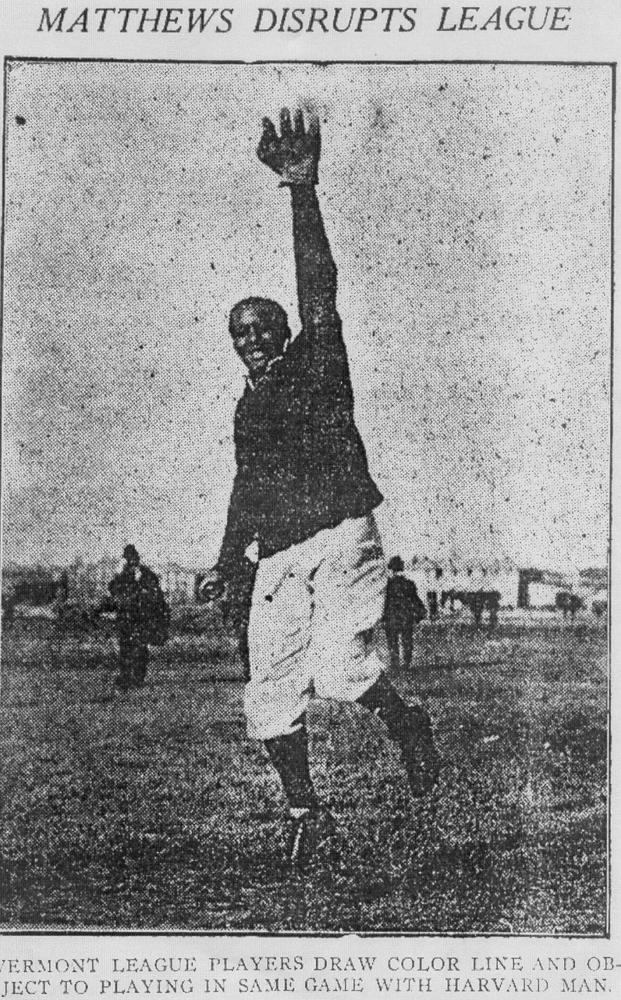 MATTHEWS DISRUPTS LEAGUE
VERMONT LEAGUE PLAYERS DRAW COLOR LINE AND OB-
JECT TO PLAYING IN SAME GAME WITH HARVARD MAN.